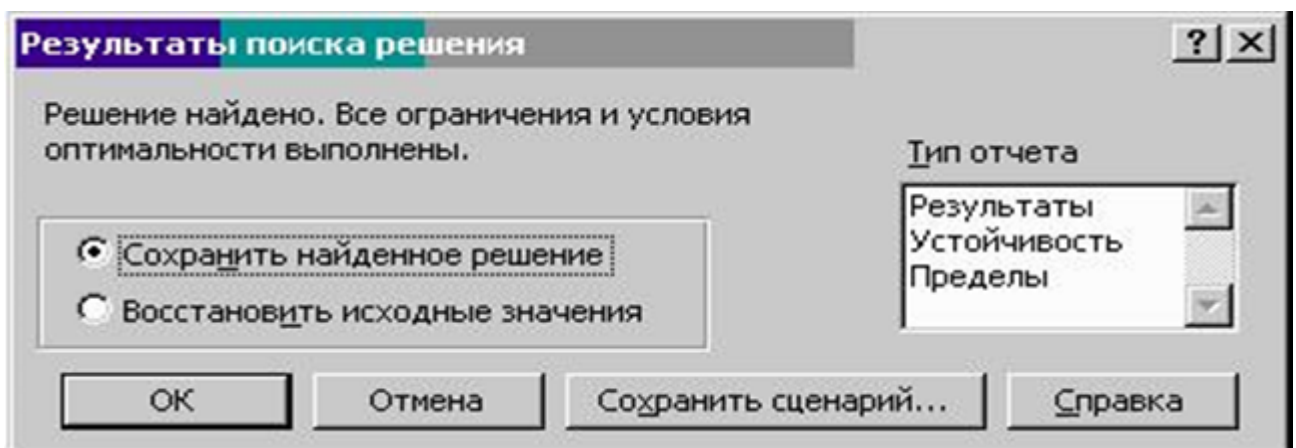 Результаты поиска решения
Решение найдено. Все ограничения и условия
оптимальности выполнены.
Тип отчета
Результаты
Устойчивость
Пределы
Сохранить найденное решение
Восстановить исходные значения
ОК
Отмена
Сохранить сценарий...
Справка